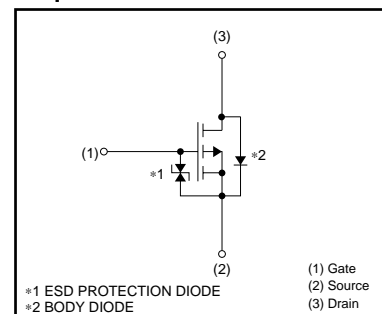 (3)
(1)
∗1
∗2
(2)
∗1 ESD PROTECTION DIODE
∗2 BODY DIODE
(1) Gate
(2) Source
(3) Drain